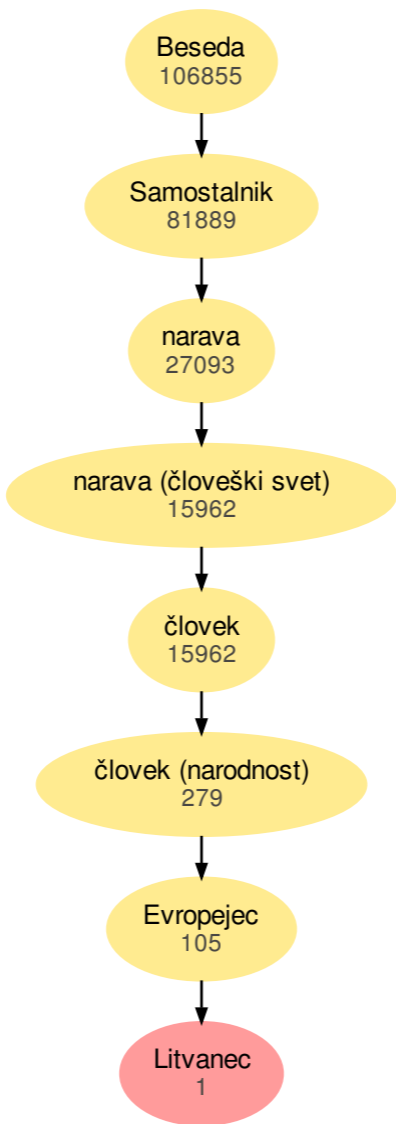 Beseda
106855
Samostalnik
81889
narava
27093
narava (človeški svet)
15962
človek
15962
človek (narodnost)
279
Evropejec
105
Litvanec
1